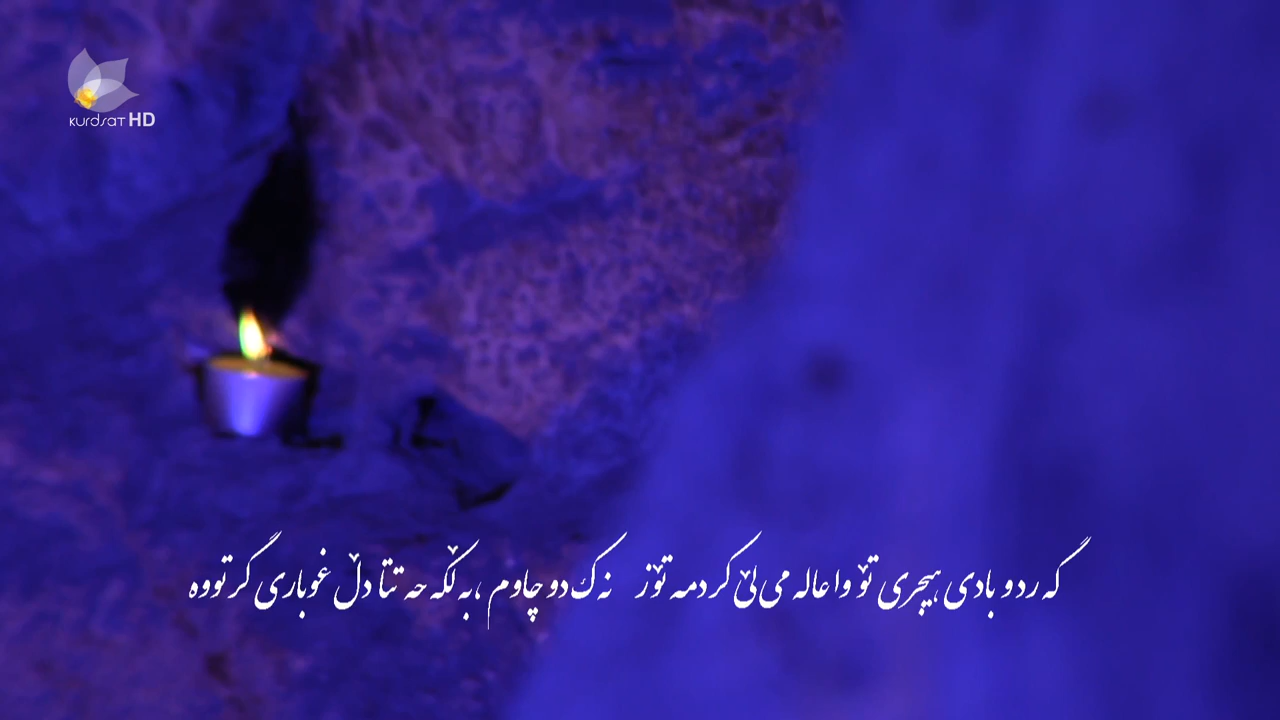 kurdsat HD
گەردو بادی هیجری تۆ وا عالەمی لێ کردمە تۆز نەک دو چاوم ،بەڵکە حەتتا دڵ غوباری گرتووە